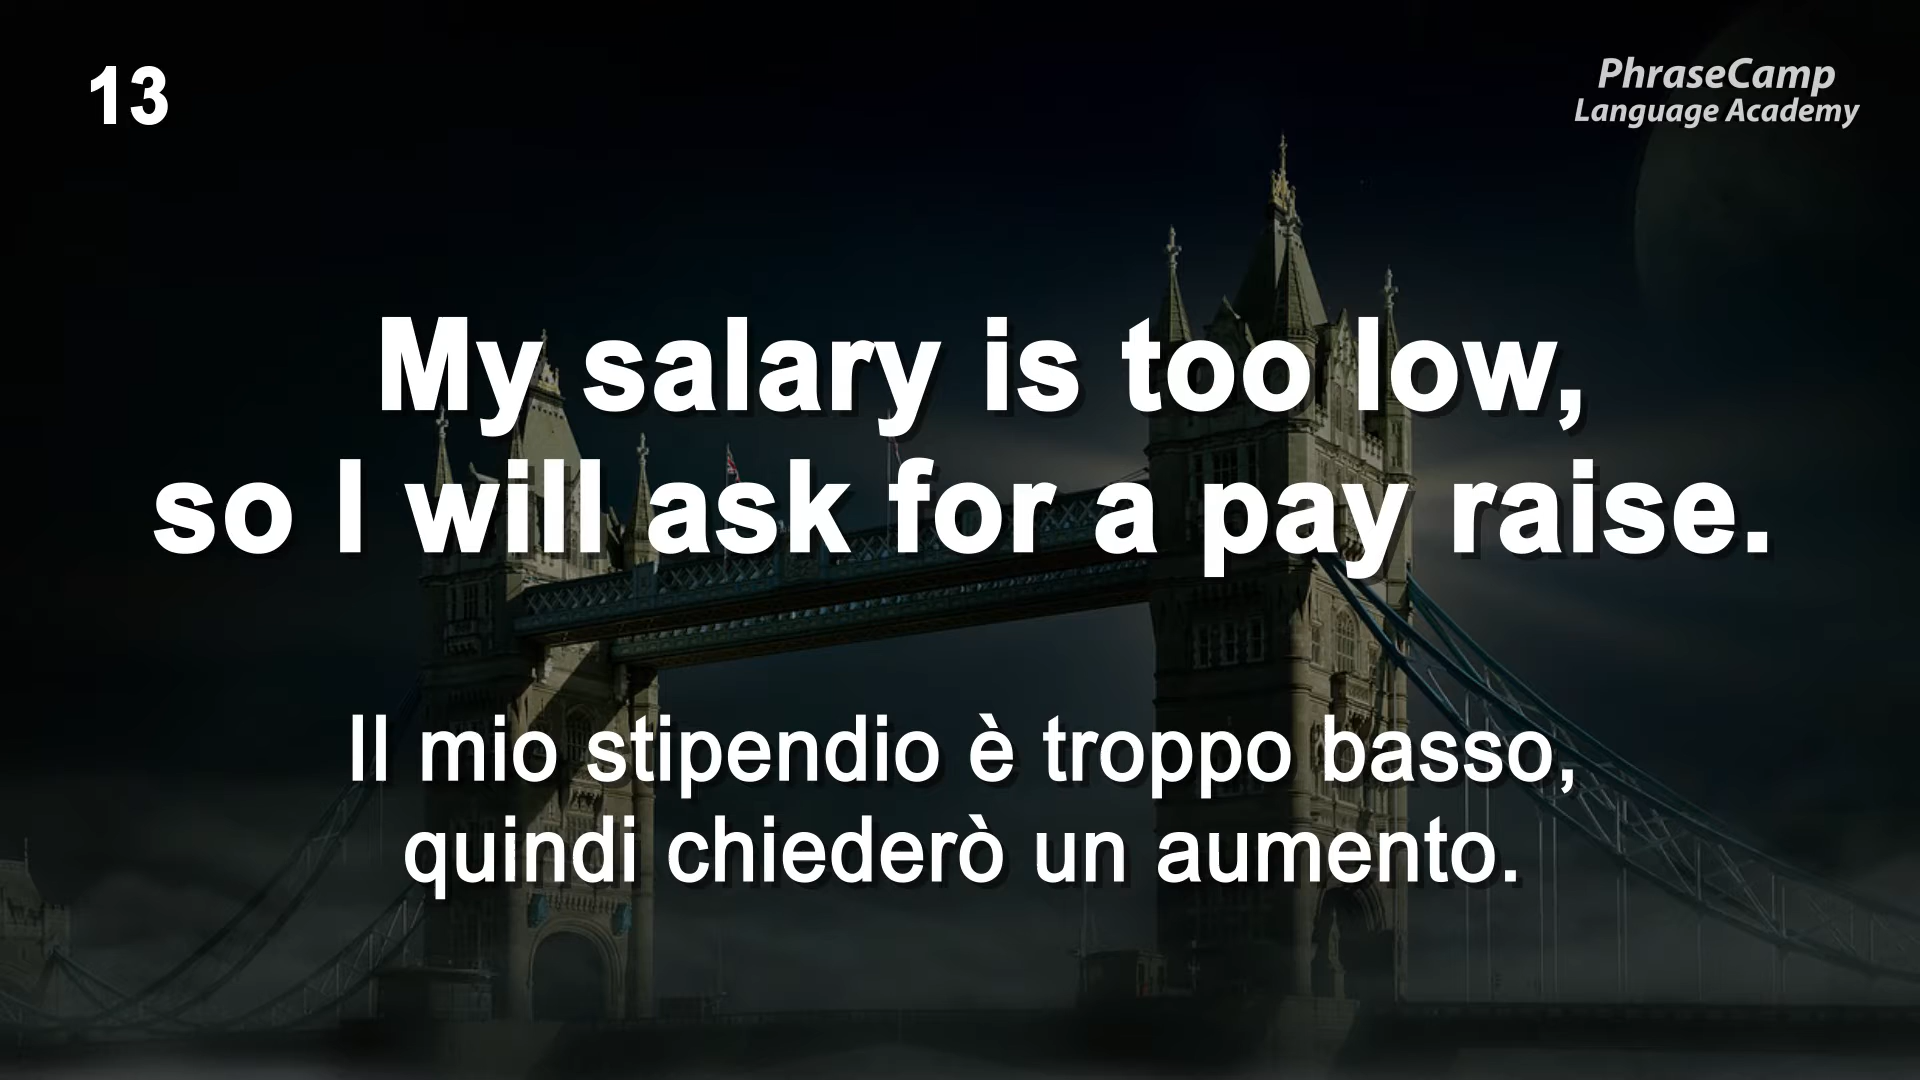 13
PhraseCamp
Language Academy
My salary is too low,
so I will ask for a pay raise.
Il mio stipendio è troppo basso,
quindi chiederò un aumento.